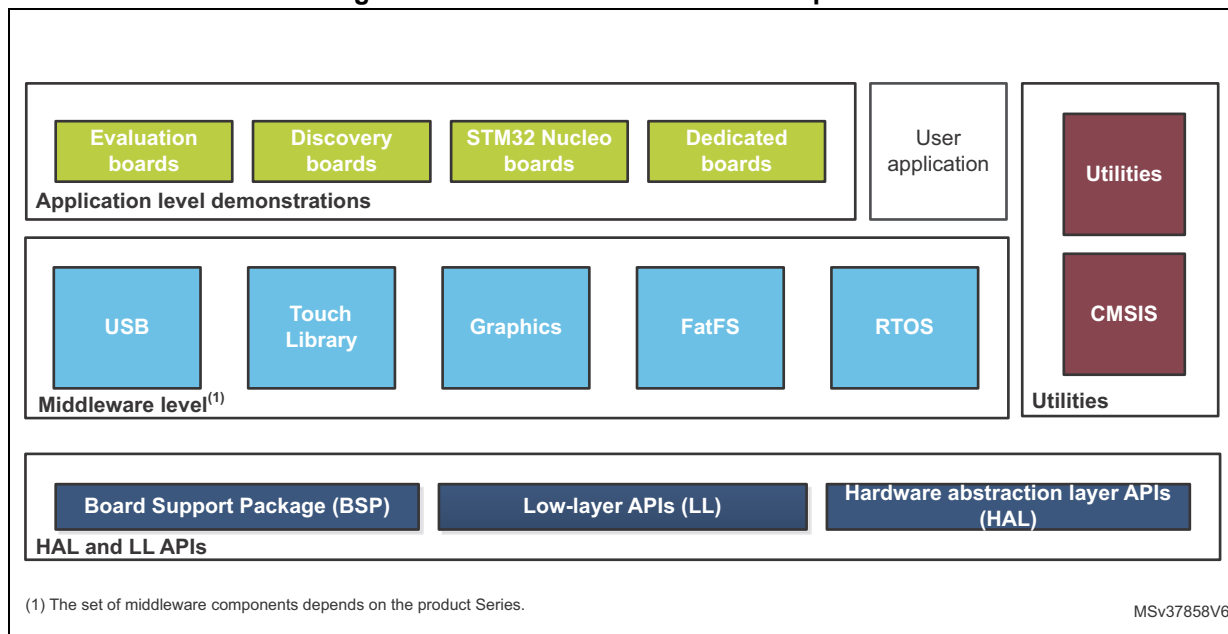 Evaluation
boards
Discovery
boards
STM32 Nucleo
boards
Dedicated
boards
Application level demonstrations
User
application
Utilities
CMSIS
Utilities
USB
Touch
Library
Graphics
FatFS
RTOS
Middleware level(1)
Board Support Package (BSP)
Low-layer APIs (LL)
Hardware abstraction layer APIs
(HAL)
HAL and LL APIs
(1) The set of middleware components depends on the product Series.
MSv37858V6